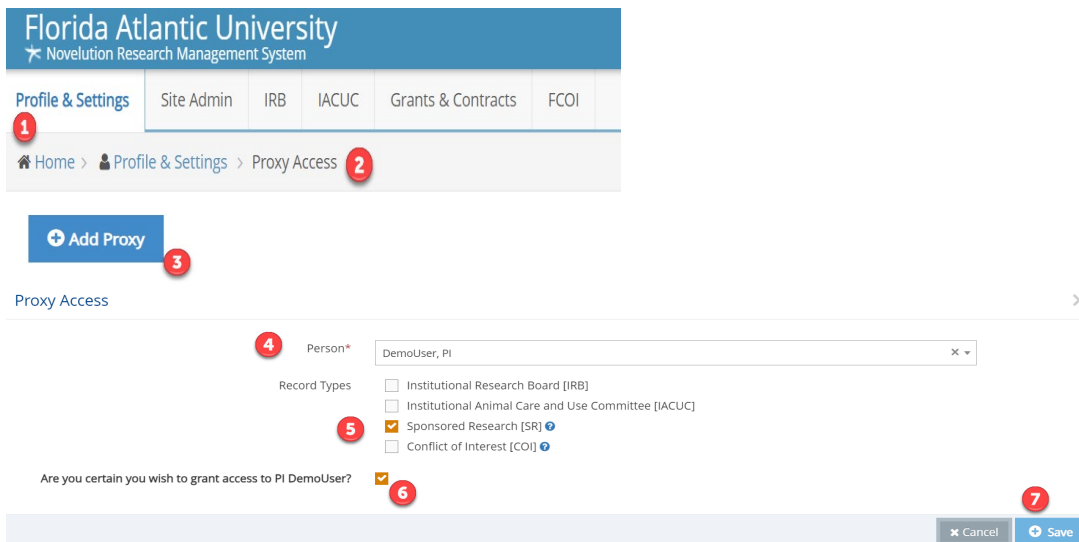 Florida Atlantic University
Novelution Research Management System
Profile & Settings Site Admin IRB IACUC Grants & Contracts FCOI
1
Home > Profile & Settings > Proxy Access 2
Add Proxy
3
Proxy Access
4 Person* DemoUser, PI
Record Types Institutional Research Board [IRB]
Institutional Animal Care and Use Committee [IACUC]
5 Sponsored Research [SR]
Conflict of Interest [COI]
Are you certain you wish to grant access to PI DemoUser?
6
7
Cancel Save